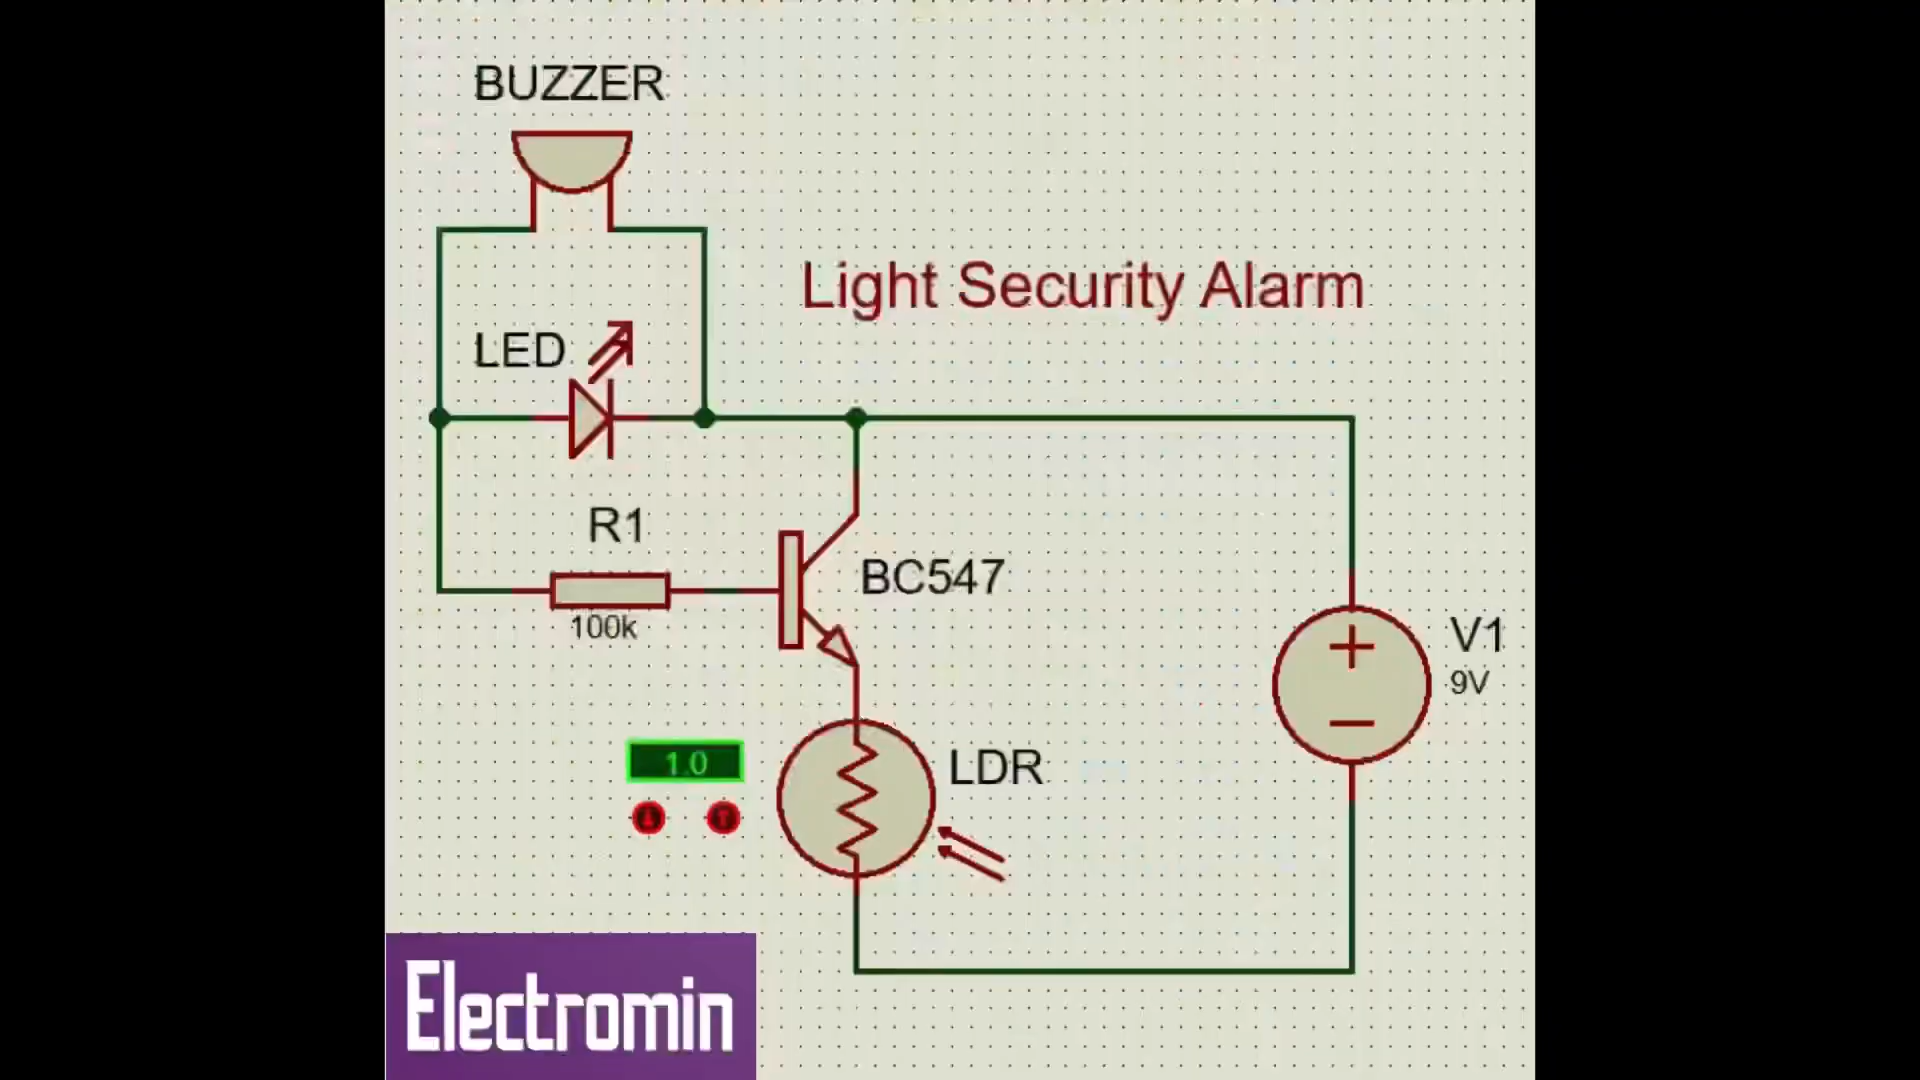 BUZZER
Light Security Alarm
LED
R1
100k
BC547
V1
9V
1.0
LDR
Electromin